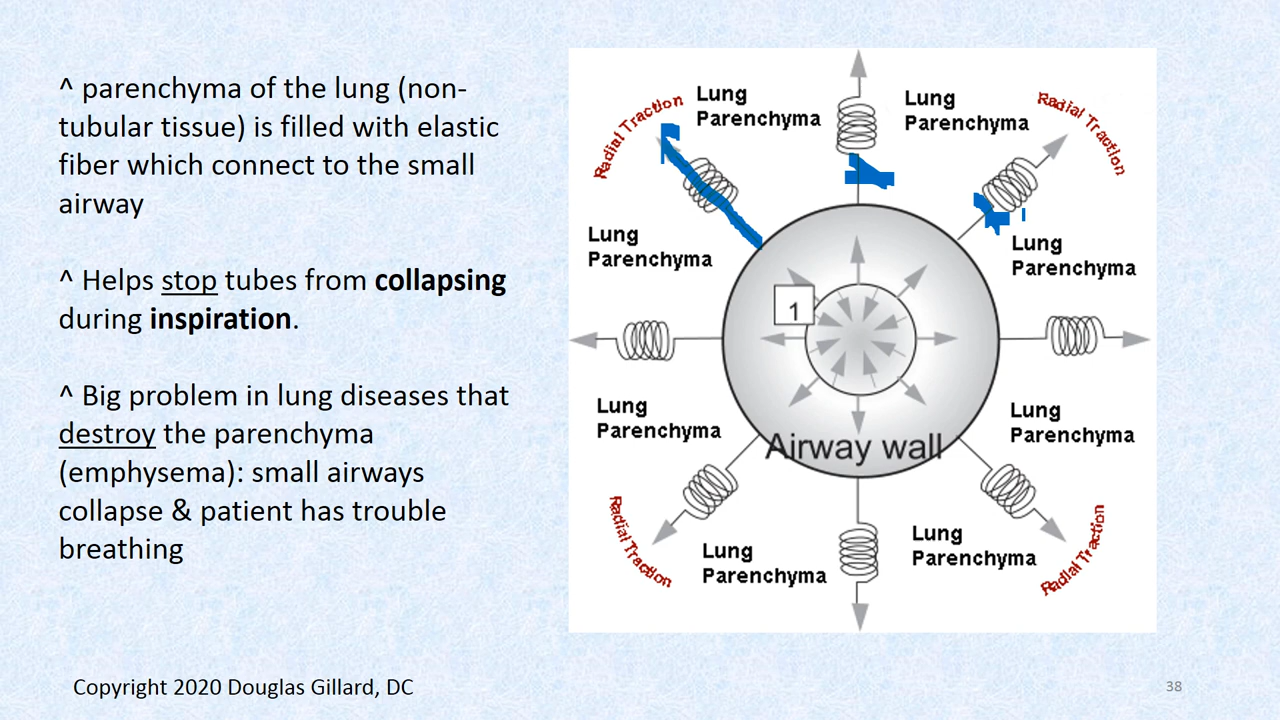 ^ parenchyma of the lung (non-
tubular tissue) is filled with elastic
fiber which connect to the small
airway
^ Helps stop tubes from collapsing
during inspiration.
^ Big problem in lung diseases that
destroy the parenchyma
(emphysema): small airways
collapse & patient has trouble
breathing
Radial Traction
Lung
Parenchyma
Lung
Parenchyma
Radial Traction
Lung
Parenchyma
Lung
Parenchyma
1
Lung
Parenchyma
Lung
Parenchyma
Airway wall
Radial Traction
Lung
Parenchyma
Lung
Parenchyma
Radial Traction
Copyright 2020 Douglas Gillard, DC
38